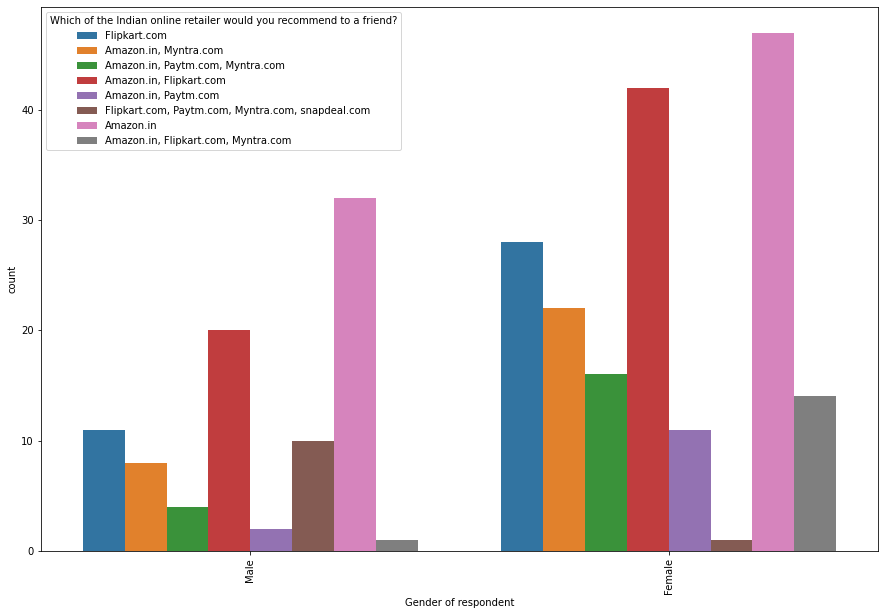 Which of the Indian online retailer would you recommend to a friend?
Flipkart.com
Amazon.in, Myntra.com
Amazon.in, Paytm.com, Myntra.com
Amazon.in, Flipkart.com
Amazon.in, Paytm.com
Flipkart.com, Paytm.com, Myntra.com, snapdeal.com
Amazon.in
Amazon.in, Flipkart.com, Myntra.com
40
30
20
10
0
count
Male
Female
Gender of respondent